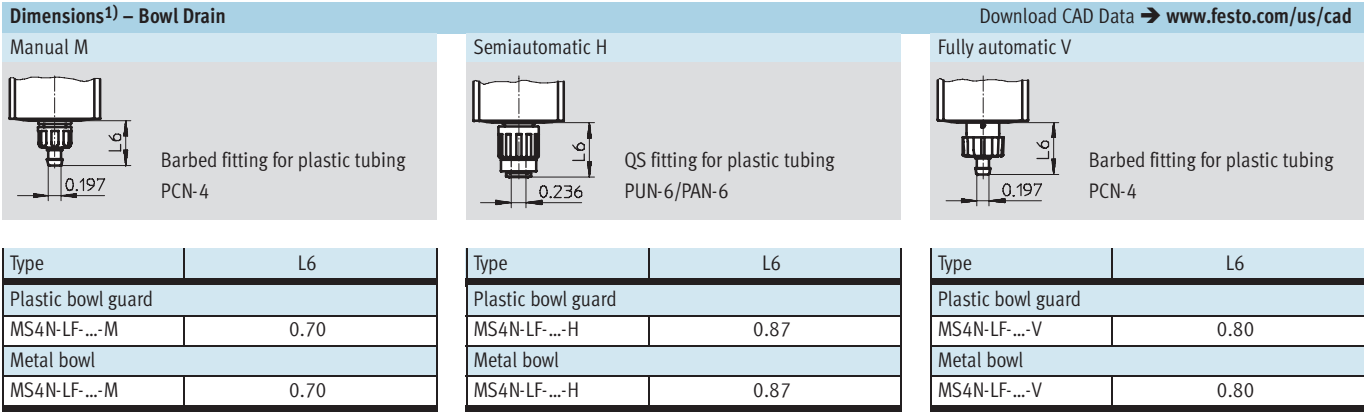 Dimensions1) – Bowl Drain
Download CAD Data ➔ www.festo.com/us/cad
Manual M
L6
0.197
Barbed fitting for plastic tubing
PCN-4
Semiautomatic H
L6
0.236
QS fitting for plastic tubing
PUN-6/PAN-6
Fully automatic V
L6
0.197
Barbed fitting for plastic tubing
PCN-4
Type L6
Plastic bowl guard
MS4N-LF-...-M 0.70
Metal bowl
MS4N-LF-...-M 0.70
Type L6
Plastic bowl guard
MS4N-LF-...-H 0.87
Metal bowl
MS4N-LF-...-H 0.87
Type L6
Plastic bowl guard
MS4N-LF-...-V 0.80
Metal bowl
MS4N-LF-...-V 0.80